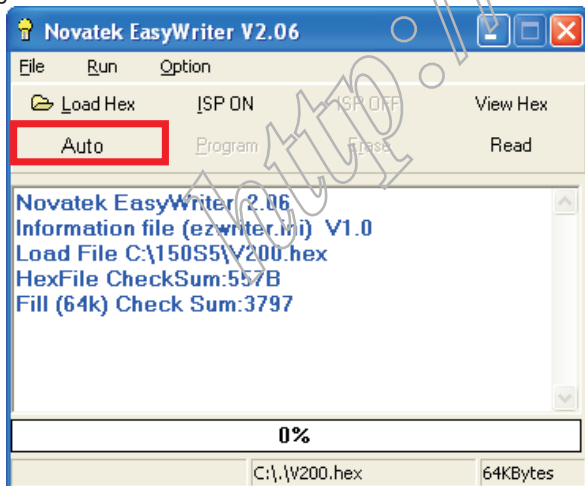 Novatek EasyWriter V2.06
File Run Option
Load Hex ISP ON ISP OFF View Hex
Auto Program Erase Read
Novatek EasyWriter 2.06
Information file (ezwriter.ini) V1.0
Load File C:\150S5\V200.hex
HexFile CheckSum:557B
Fill (64k) Check Sum:3797
0%
C:\.\V200.hex 64KBytes
http://